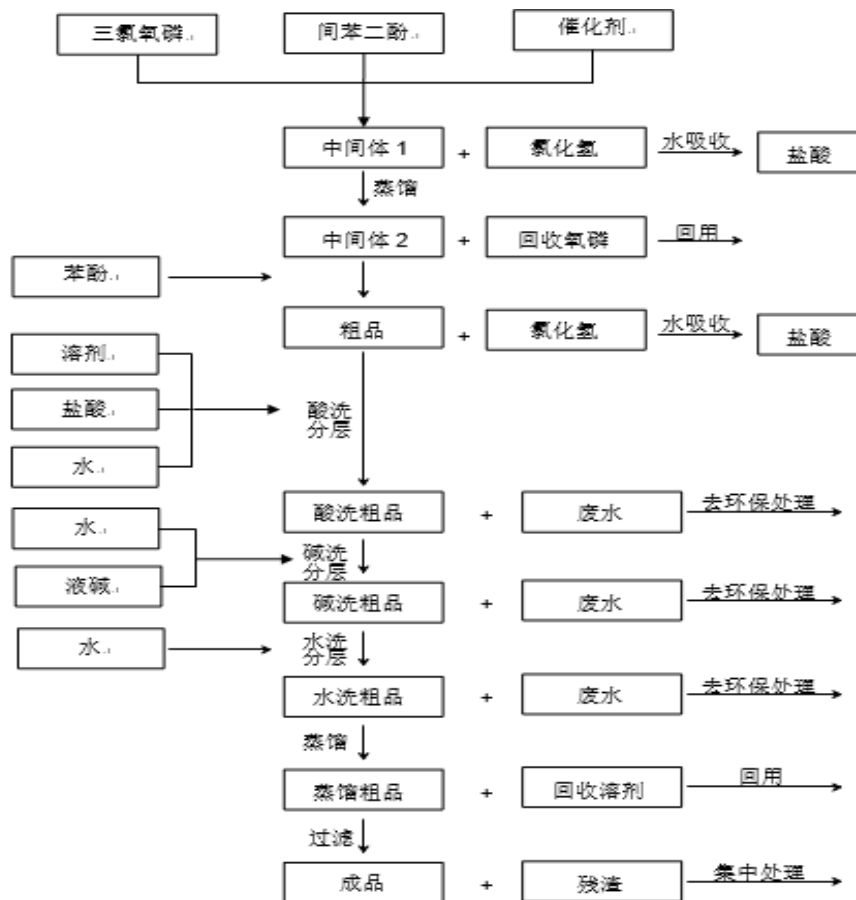 三氯氧磷
间苯二酚
催化剂
中间体 1 + 氯化氢 水吸收 盐酸
蒸馏
中间体 2 + 回收氧磷 回用
苯酚
粗品 + 氯化氢 水吸收 盐酸
溶剂
盐酸
水
酸洗
分层
酸洗粗品 + 废水 去环保处理
水
液碱
碱洗
分层
碱洗粗品 + 废水 去环保处理
水
水洗
分层
水洗粗品 + 废水 去环保处理
蒸馏
蒸馏粗品 + 回收溶剂 回用
过滤
成品 + 残渣 集中处理